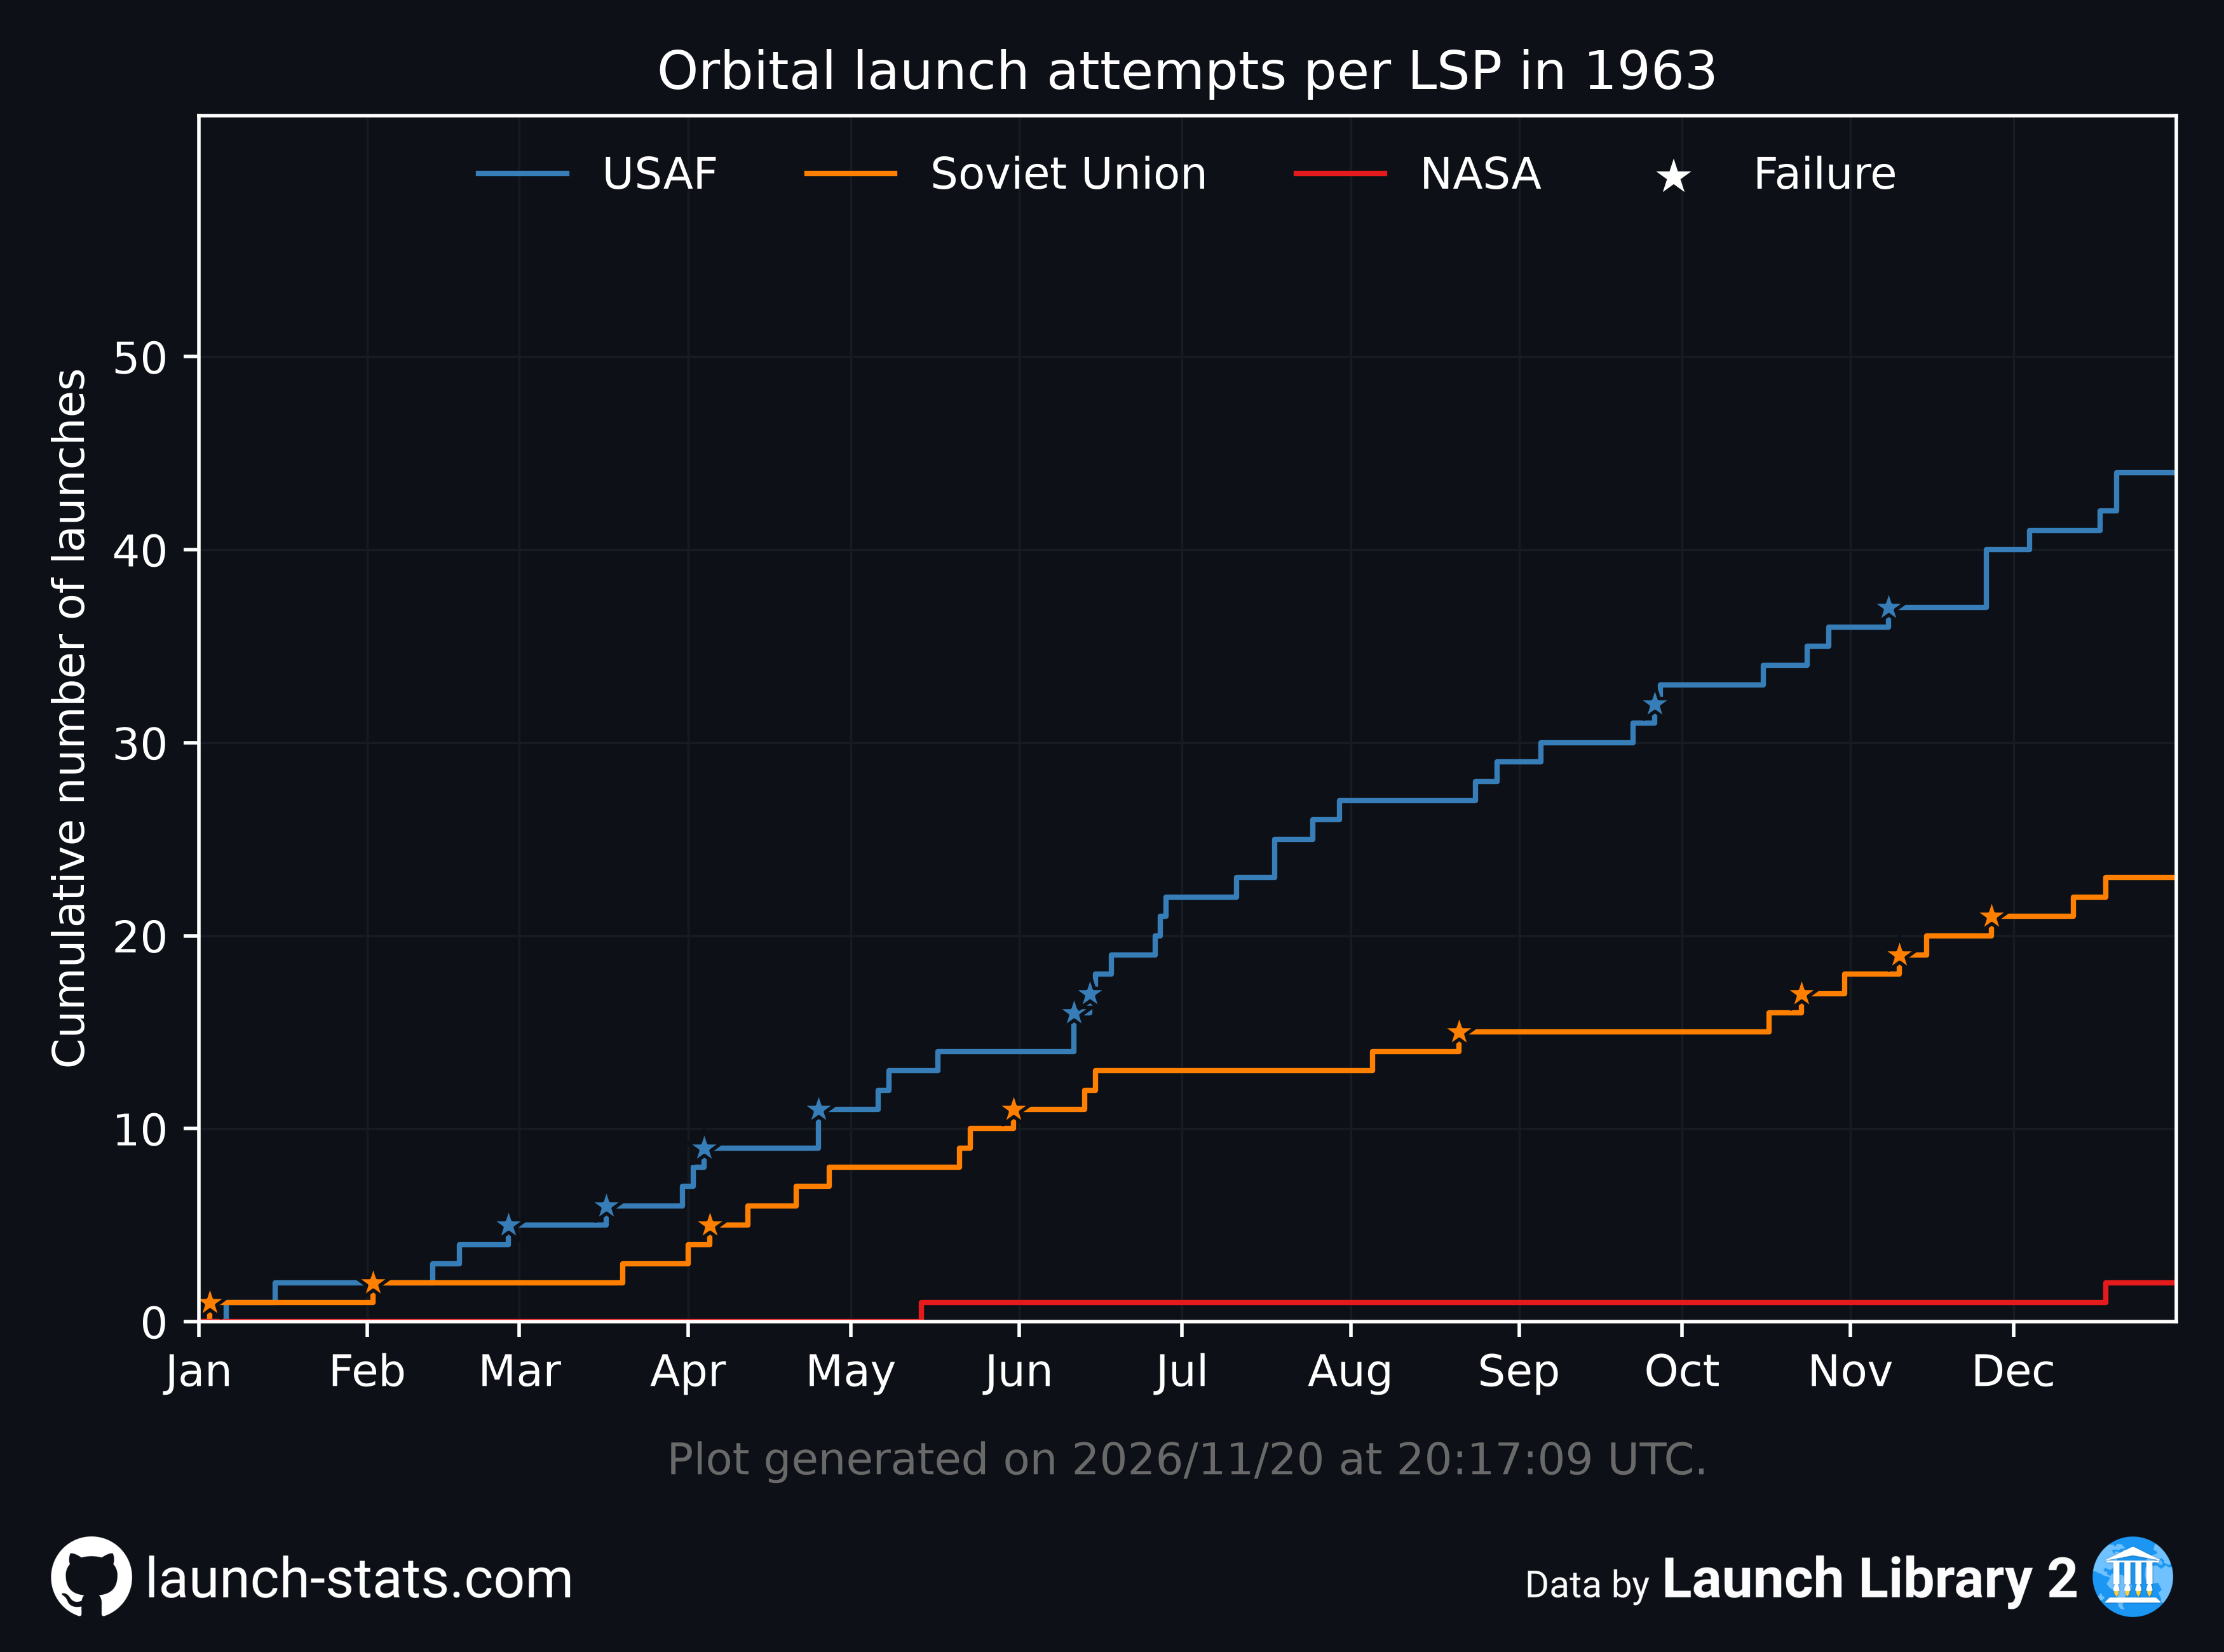 Orbital launch attempts per LSP in 1963
USAF Soviet Union NASA Failure
Cumulative number of launches
50
40
30
20
10
0
Jan Feb Mar Apr May Jun Jul Aug Sep Oct Nov Dec
Plot generated on 2026/11/20 at 20:17:09 UTC.
launch-stats.com
Data by Launch Library 2